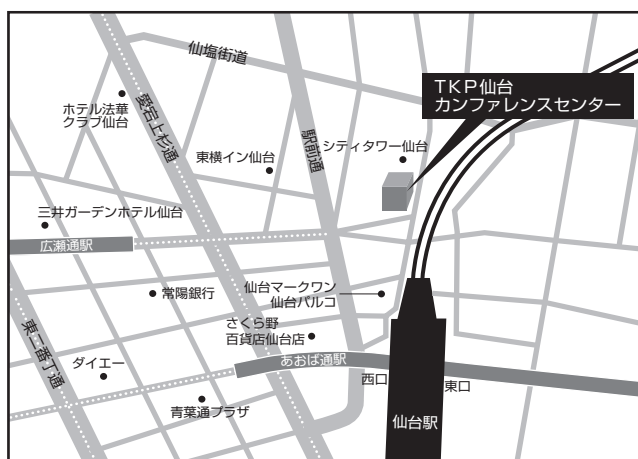 仙塩街道
TKP仙台
カンファレンスセンター
ホテル法華
クラブ仙台
愛宕上杉通
駅前通
東横イン仙台
シティタワー仙台
三井ガーデンホテル仙台
広瀬通駅
常陽銀行
仙台マークワン
仙台パルコ
さくら野
百貨店仙台店
東二番丁通
ダイエー
あおば通駅
西口
東口
青葉通プラザ
仙台駅